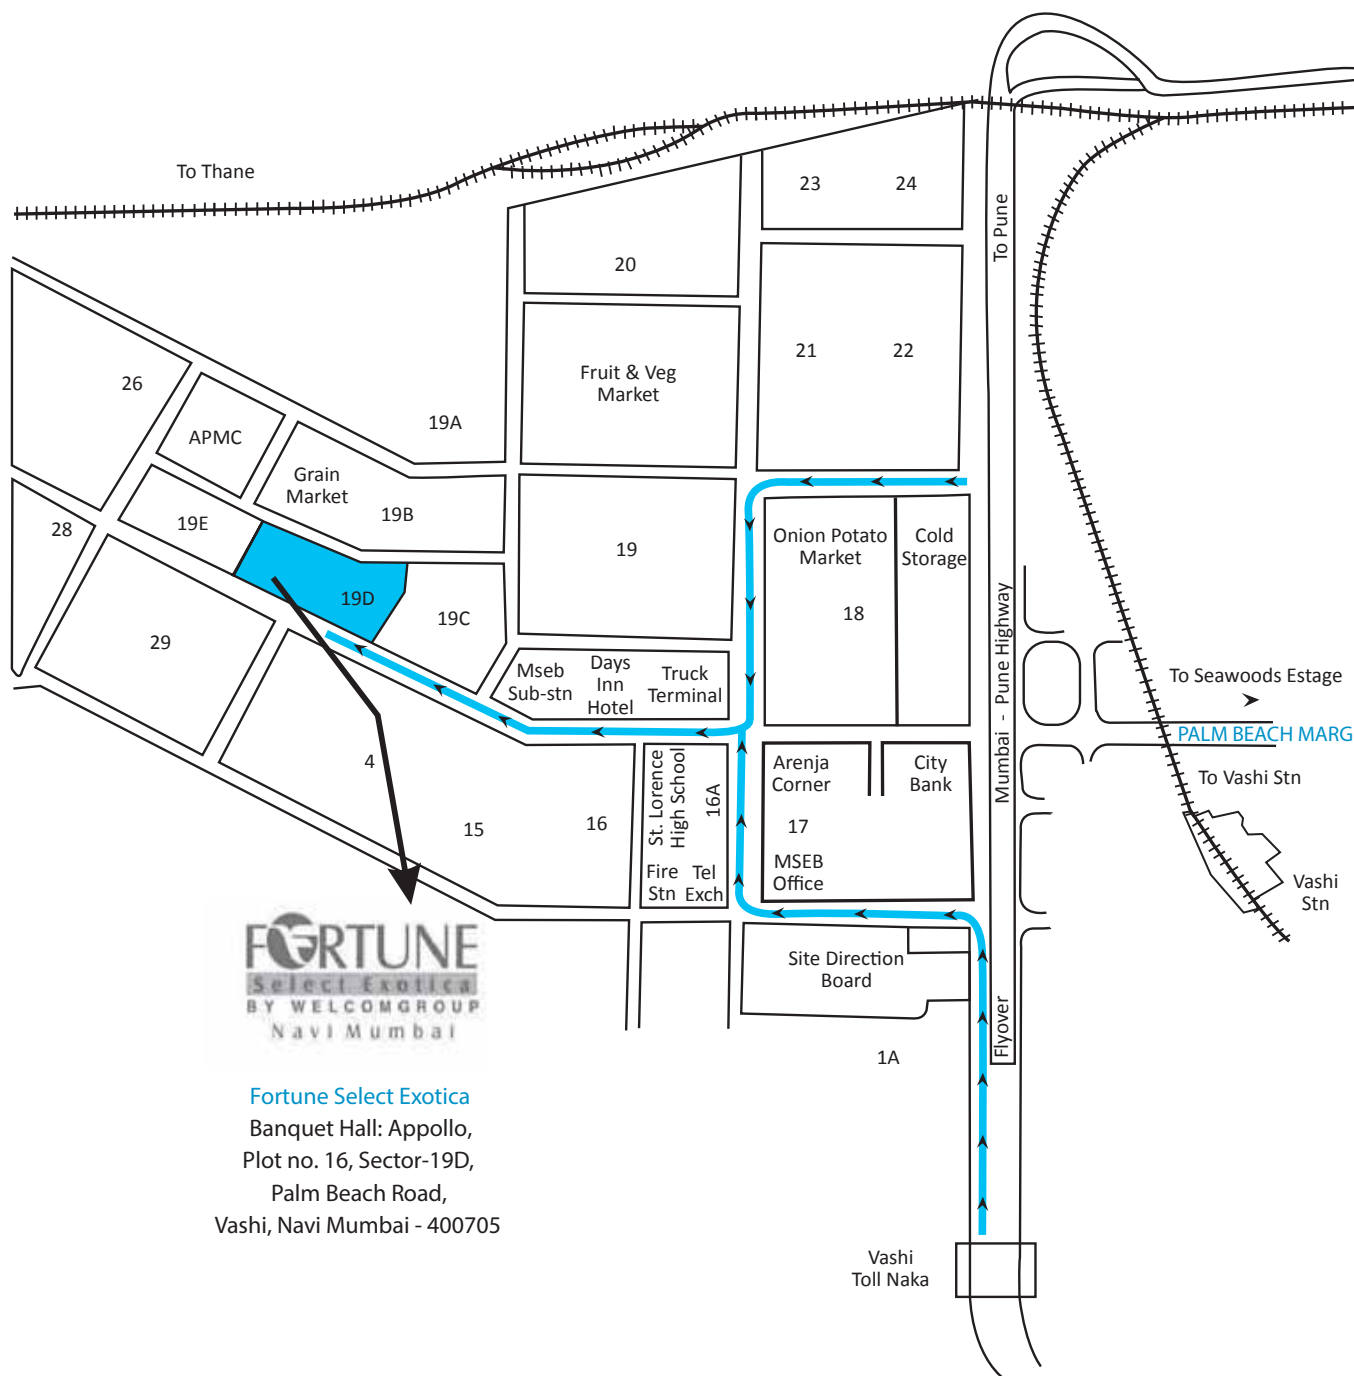 To Thane
23
24
To Pune
20
21
22
Fruit & Veg
Market
26
19A
APMC
Grain
Market
19B
19E
28
19
Onion Potato
Market
18
Cold
Storage
19D
19C
29
Mseb
Sub-stn
Days
Inn
Hotel
Truck
Terminal
Mumbai - Pune Highway
To Seawoods Estage
PALM BEACH MARG
To Vashi Stn
4
15
16
St. Lorence
High School
16A
Fire
Stn
Tel
Exch
Arenja
Corner
City
Bank
17
MSEB
Office
Vashi
Stn
Site Direction
Board
Flyover
1A
FORTUNE
Select Exotica
BY WELCOMGROUP
Navi Mumbai
Fortune Select Exotica
Banquet Hall: Appollo,
Plot no. 16, Sector-19D,
Palm Beach Road,
Vashi, Navi Mumbai - 400705
Vashi
Toll Naka